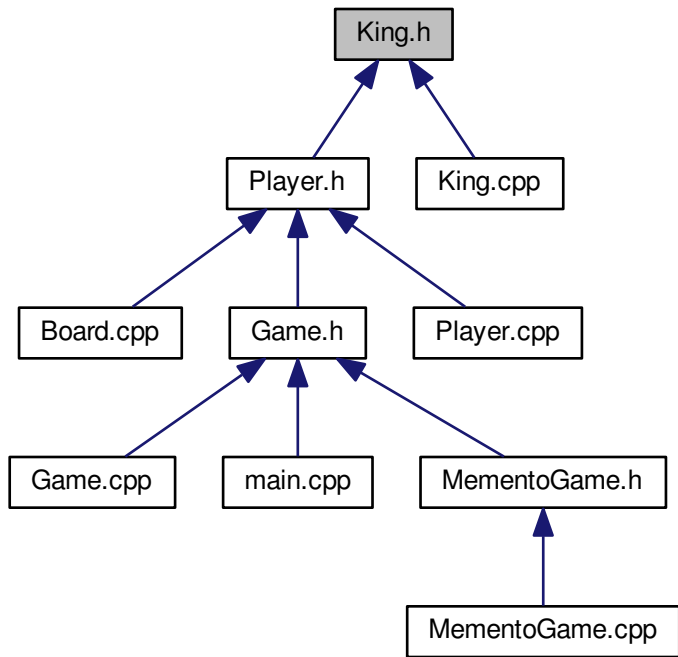 King.h
Player.h
King.cpp
Board.cpp
Game.h
Player.cpp
Game.cpp
main.cpp
MementoGame.h
MementoGame.cpp